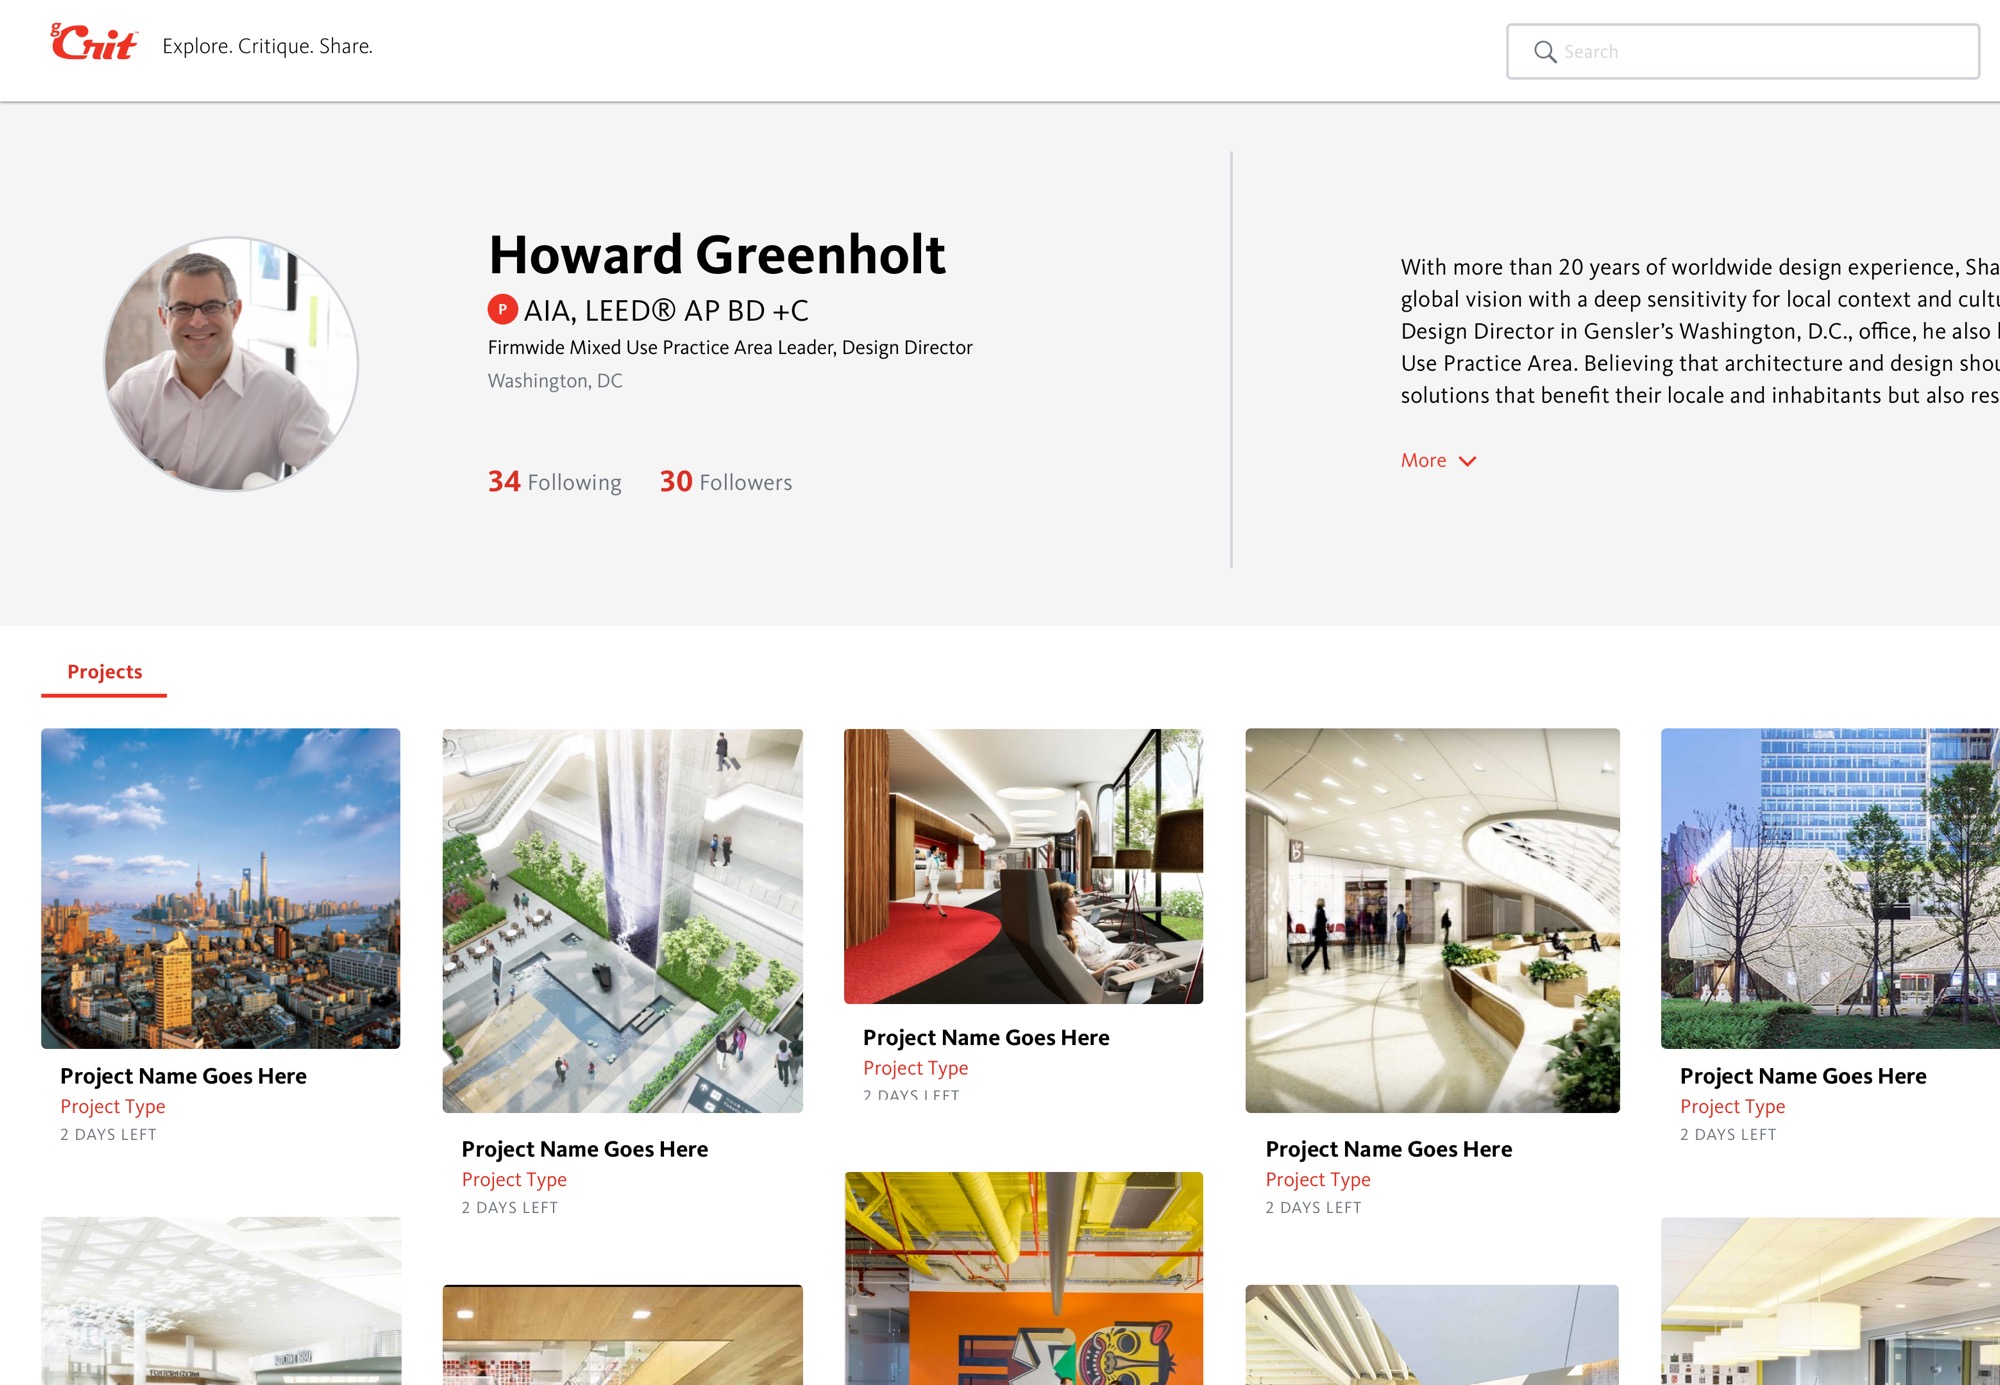 gCrit
Explore. Critique. Share.
Search
Howard Greenholt
P AIA, LEED® AP BD +C
Firmwide Mixed Use Practice Area Leader, Design Director
Washington, DC
34 Following 30 Followers
With more than 20 years of worldwide design experience, Sha
global vision with a deep sensitivity for local context and cultu
Design Director in Gensler’s Washington, D.C., office, he also
Use Practice Area. Believing that architecture and design shou
solutions that benefit their locale and inhabitants but also res
More
Projects
Project Name Goes Here
Project Type
2 DAYS LEFT
Project Name Goes Here
Project Type
2 DAYS LEFT
Project Name Goes Here
Project Type
2 DAYS LEFT
Project Name Goes Here
Project Type
2 DAYS LEFT
Project Name Goes Here
Project Type
2 DAYS LEFT